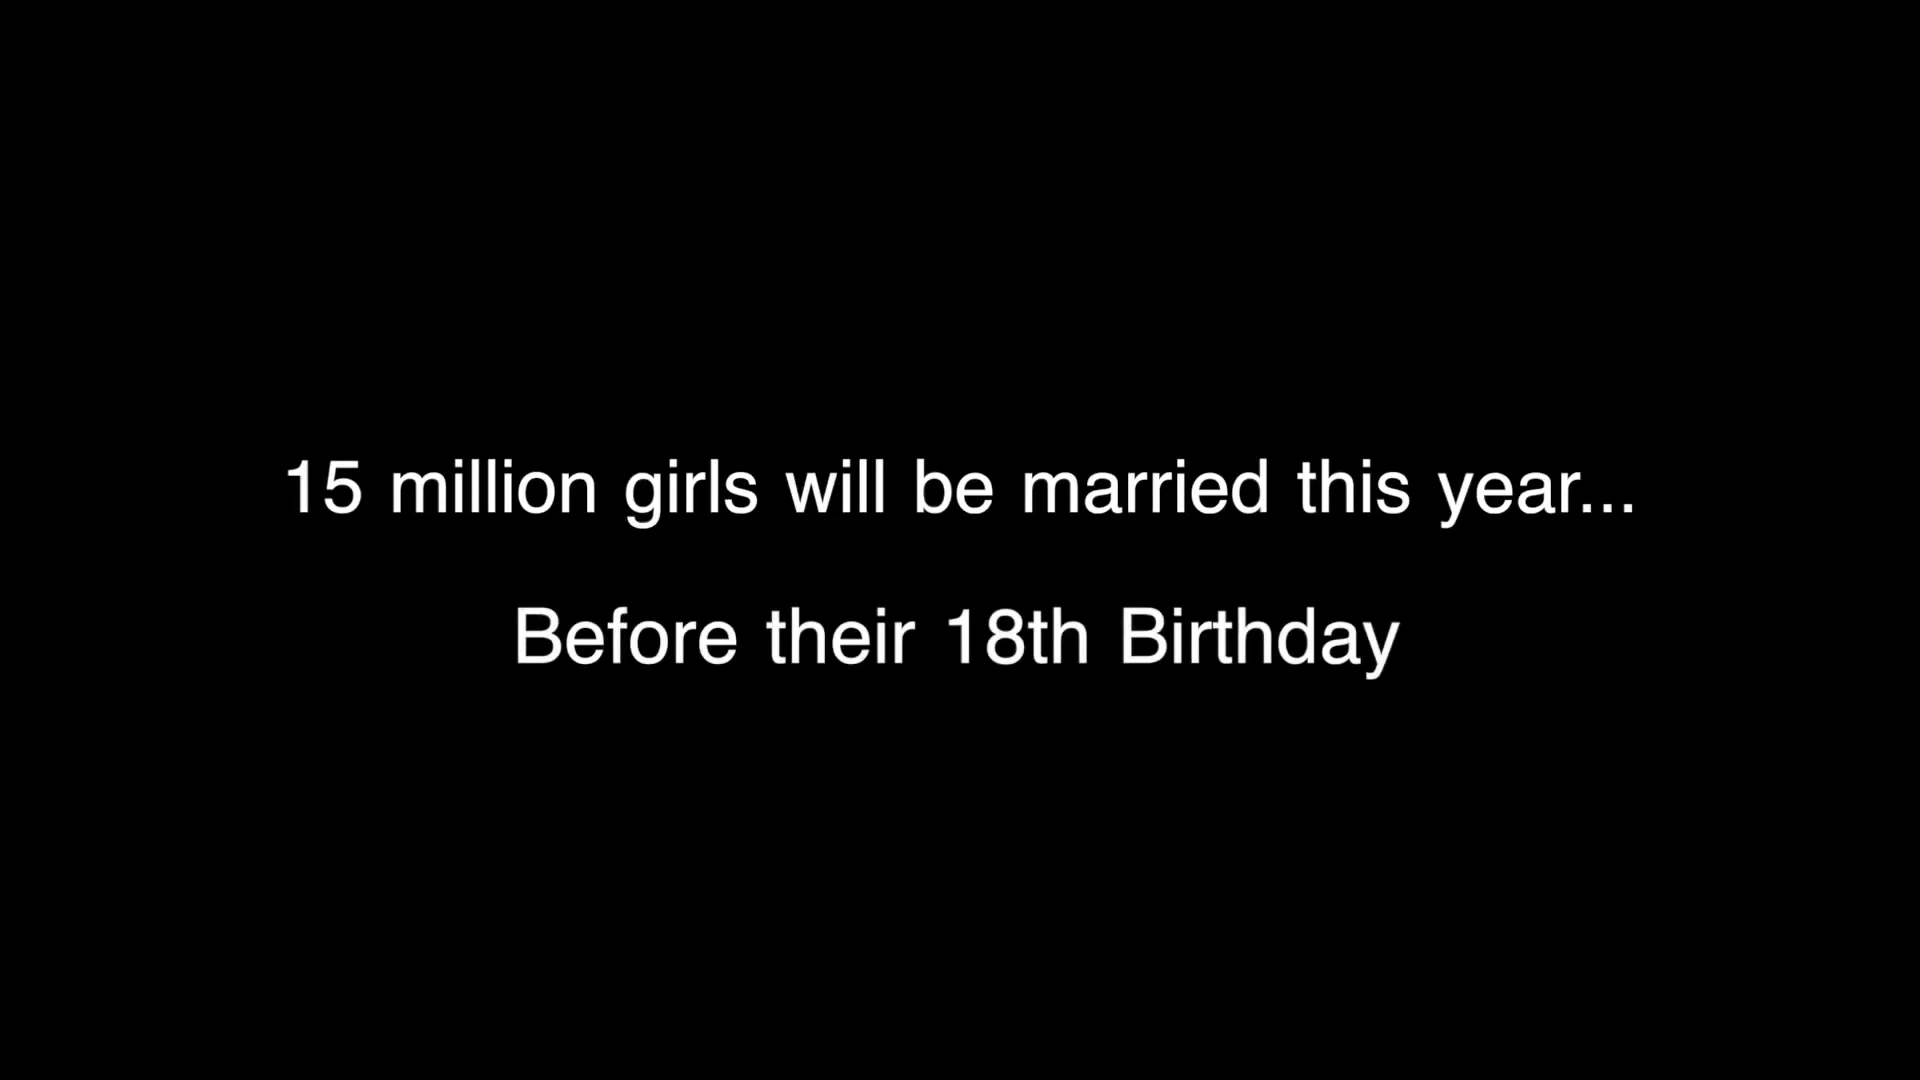 15 million girls will be married this year...
Before their 18th Birthday